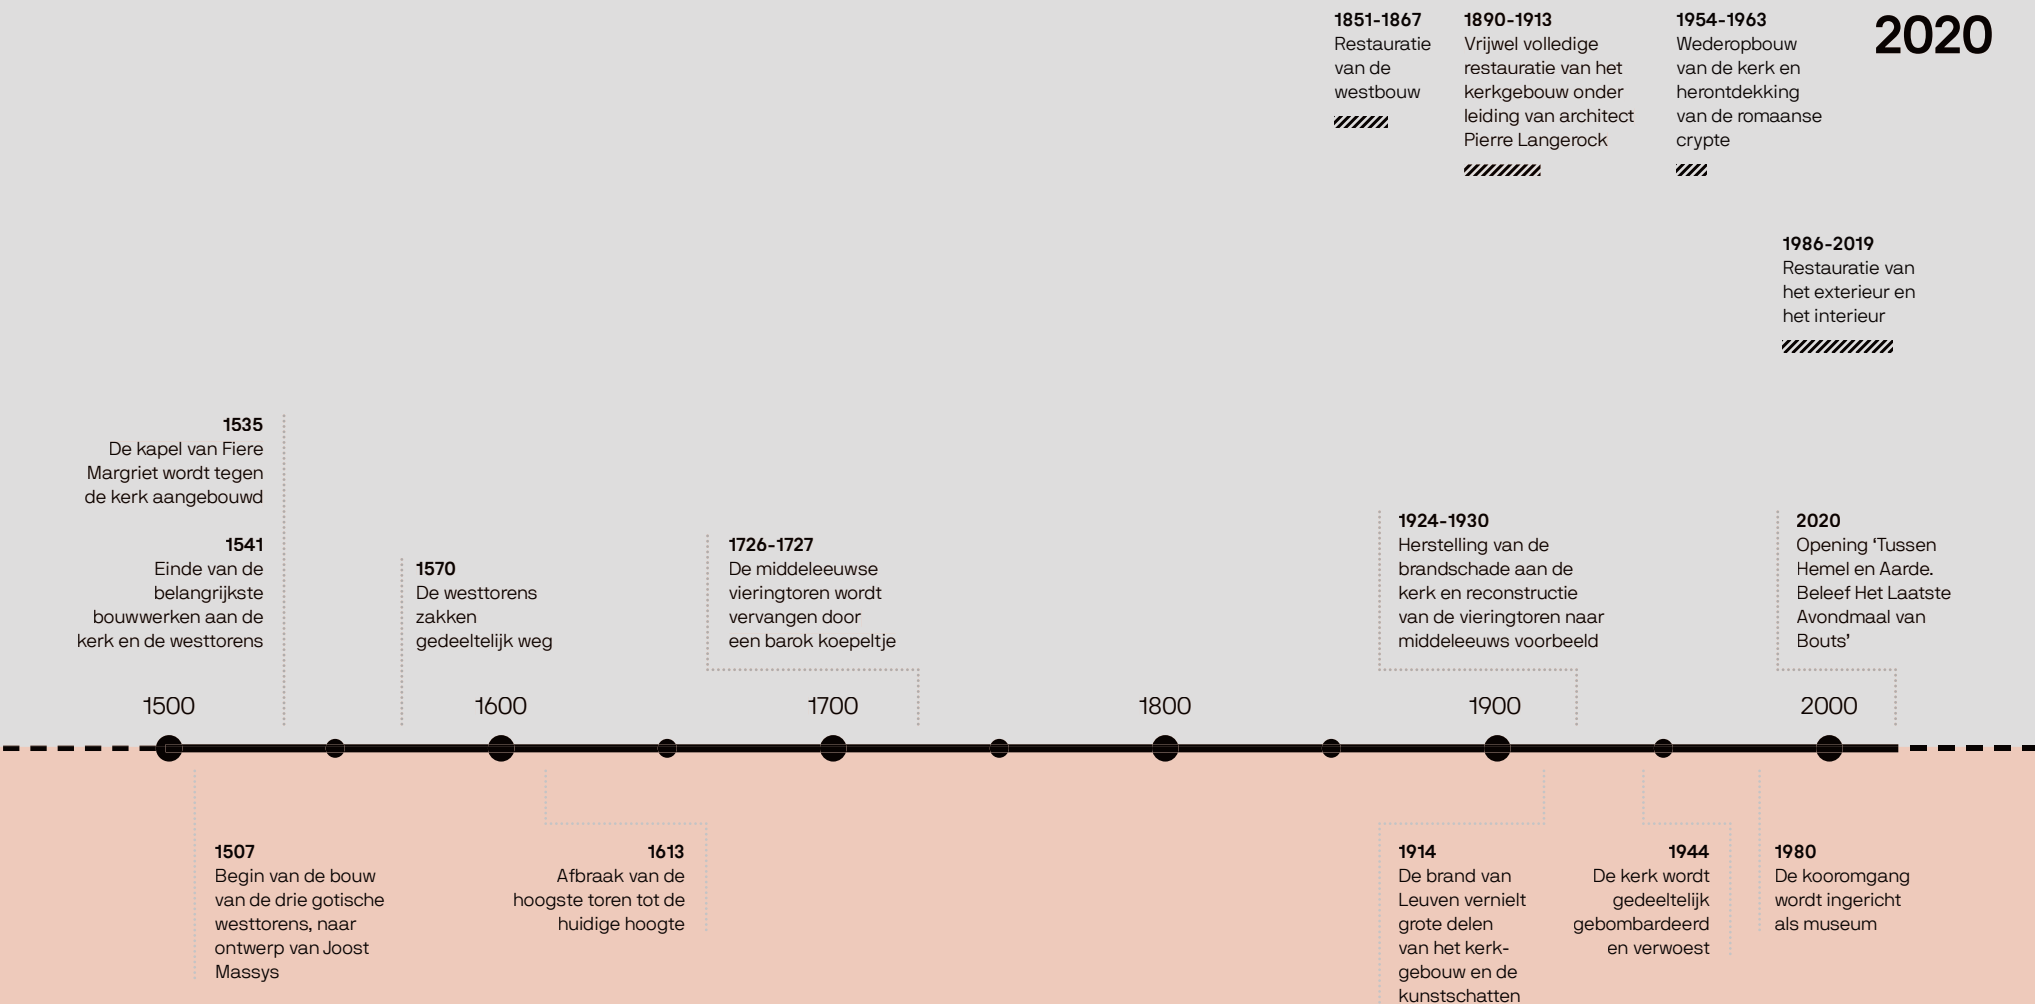 1851-1867
Restauratie
van de
westbouw
1890-1913
Vrijwel volledige
restauratie van het
kerkgebouw onder
leiding van architect
Pierre Langerock
1954-1963
Wederopbouw
van de kerk en
herontdekking
van de romaanse
crypte
2020
1986-2019
Restauratie van
het exterieur en
het interieur
1535
De kapel van Fiere
Margriet wordt tegen
de kerk aangebouwd
1541
Einde van de
belangrijkste
bouwwerken aan de
kerk en de westtorens
1570
De westtorens
zakken
gedeeltelijk weg
1726-1727
De middeleeuwse
vieringtoren wordt
vervangen door
een barok koepeltje
1924-1930
Herstelling van de
brandschade aan de
kerk en reconstructie
van de vieringtoren naar
middeleeuws voorbeeld
2020
Opening ‘Tussen
Hemel en Aarde.
Beleef Het Laatste
Avondmaal van
Bouts’
1500
1600
1700
1800
1900
2000
1507
Begin van de bouw
van de drie gotische
westtorens, naar
ontwerp van Joost
Massys
1613
Afbraak van de
hoogste toren tot de
huidige hoogte
1914
De brand van
Leuven vernielt
grote delen
van het kerk-
gebouw en de
kunstschatten
1944
De kerk wordt
gedeeltelijk
gebombardeerd
en verwoest
1980
De kooromgang
wordt ingericht
als museum